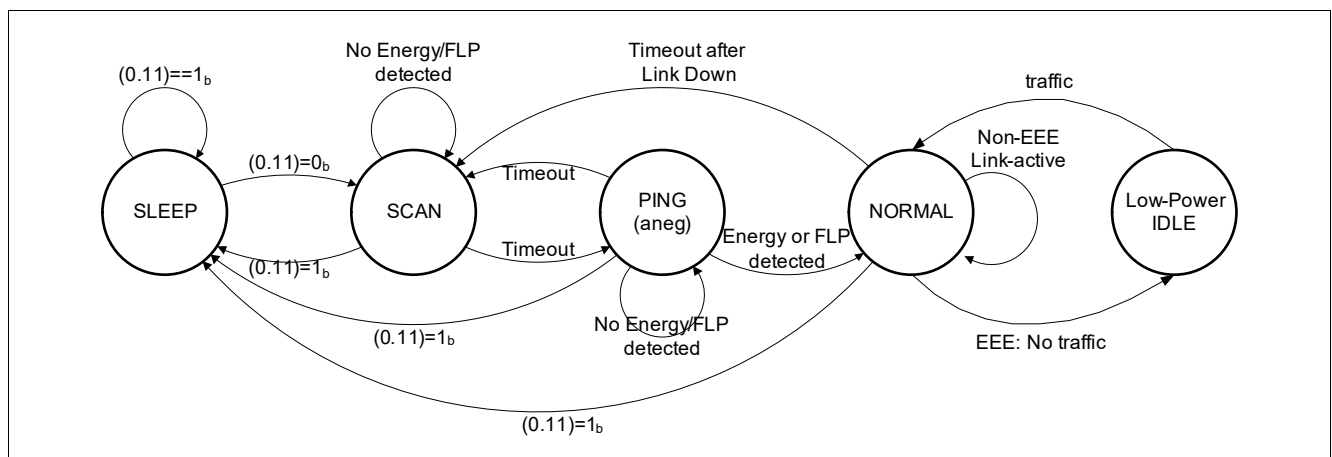 No Energy/FLP
detected
Timeout after
Link Down
(0.11)==1b
traffic
Non-EEE
Link-active
(0.11)=0b
Timeout
SLEEP
SCAN
PING
(aneg)
NORMAL
Low-Power
IDLE
Energy or FLP
detected
Timeout
(0.11)=1b
No Energy/FLP
detected
(0.11)=1b
EEE: No traffic
(0.11)=1b